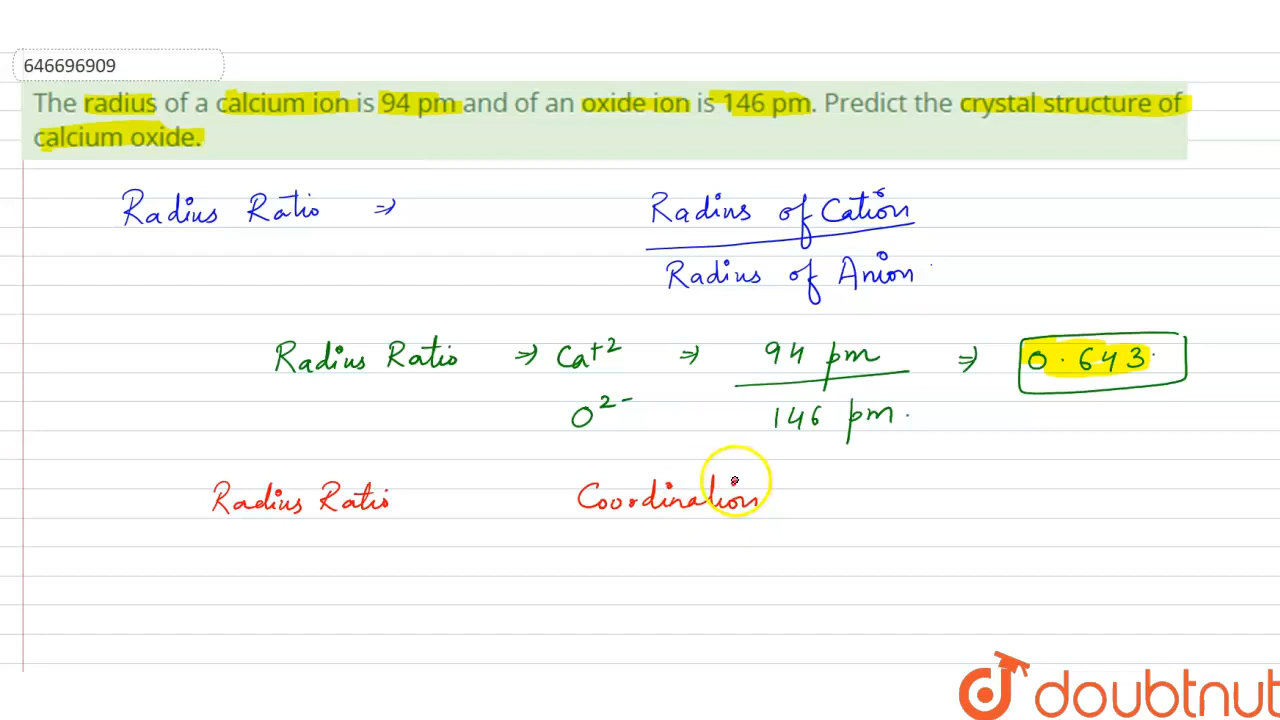 646696909
The radius of a calcium ion is 94 pm and of an oxide ion is 146 pm. Predict the crystal structure of
calcium oxide.
Radius Ratio ⇒ Radius of Cation
Radius of Anion
Radius Ratio ⇒ Ca+2 ⇒ 94 pm ⇒ 0.643
O2- 146 pm.
Radius Ratio Coordination
doubtnut